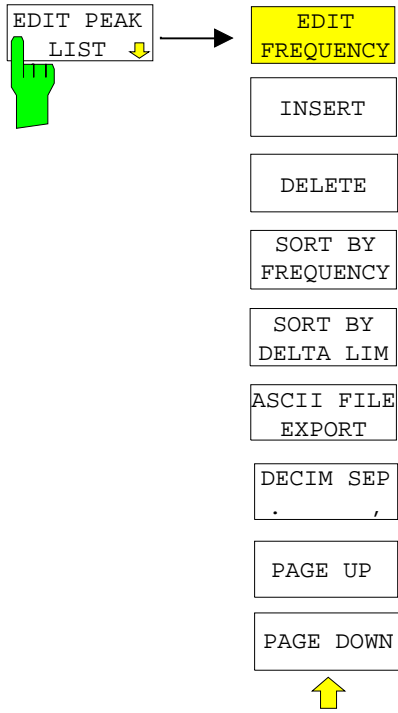 EDIT PEAK
LIST
EDIT
FREQUENCY
INSERT
DELETE
SORT BY
FREQUENCY
SORT BY
DELTA LIM
ASCII FILE
EXPORT
DECIM SEP
. ,
PAGE UP
PAGE DOWN